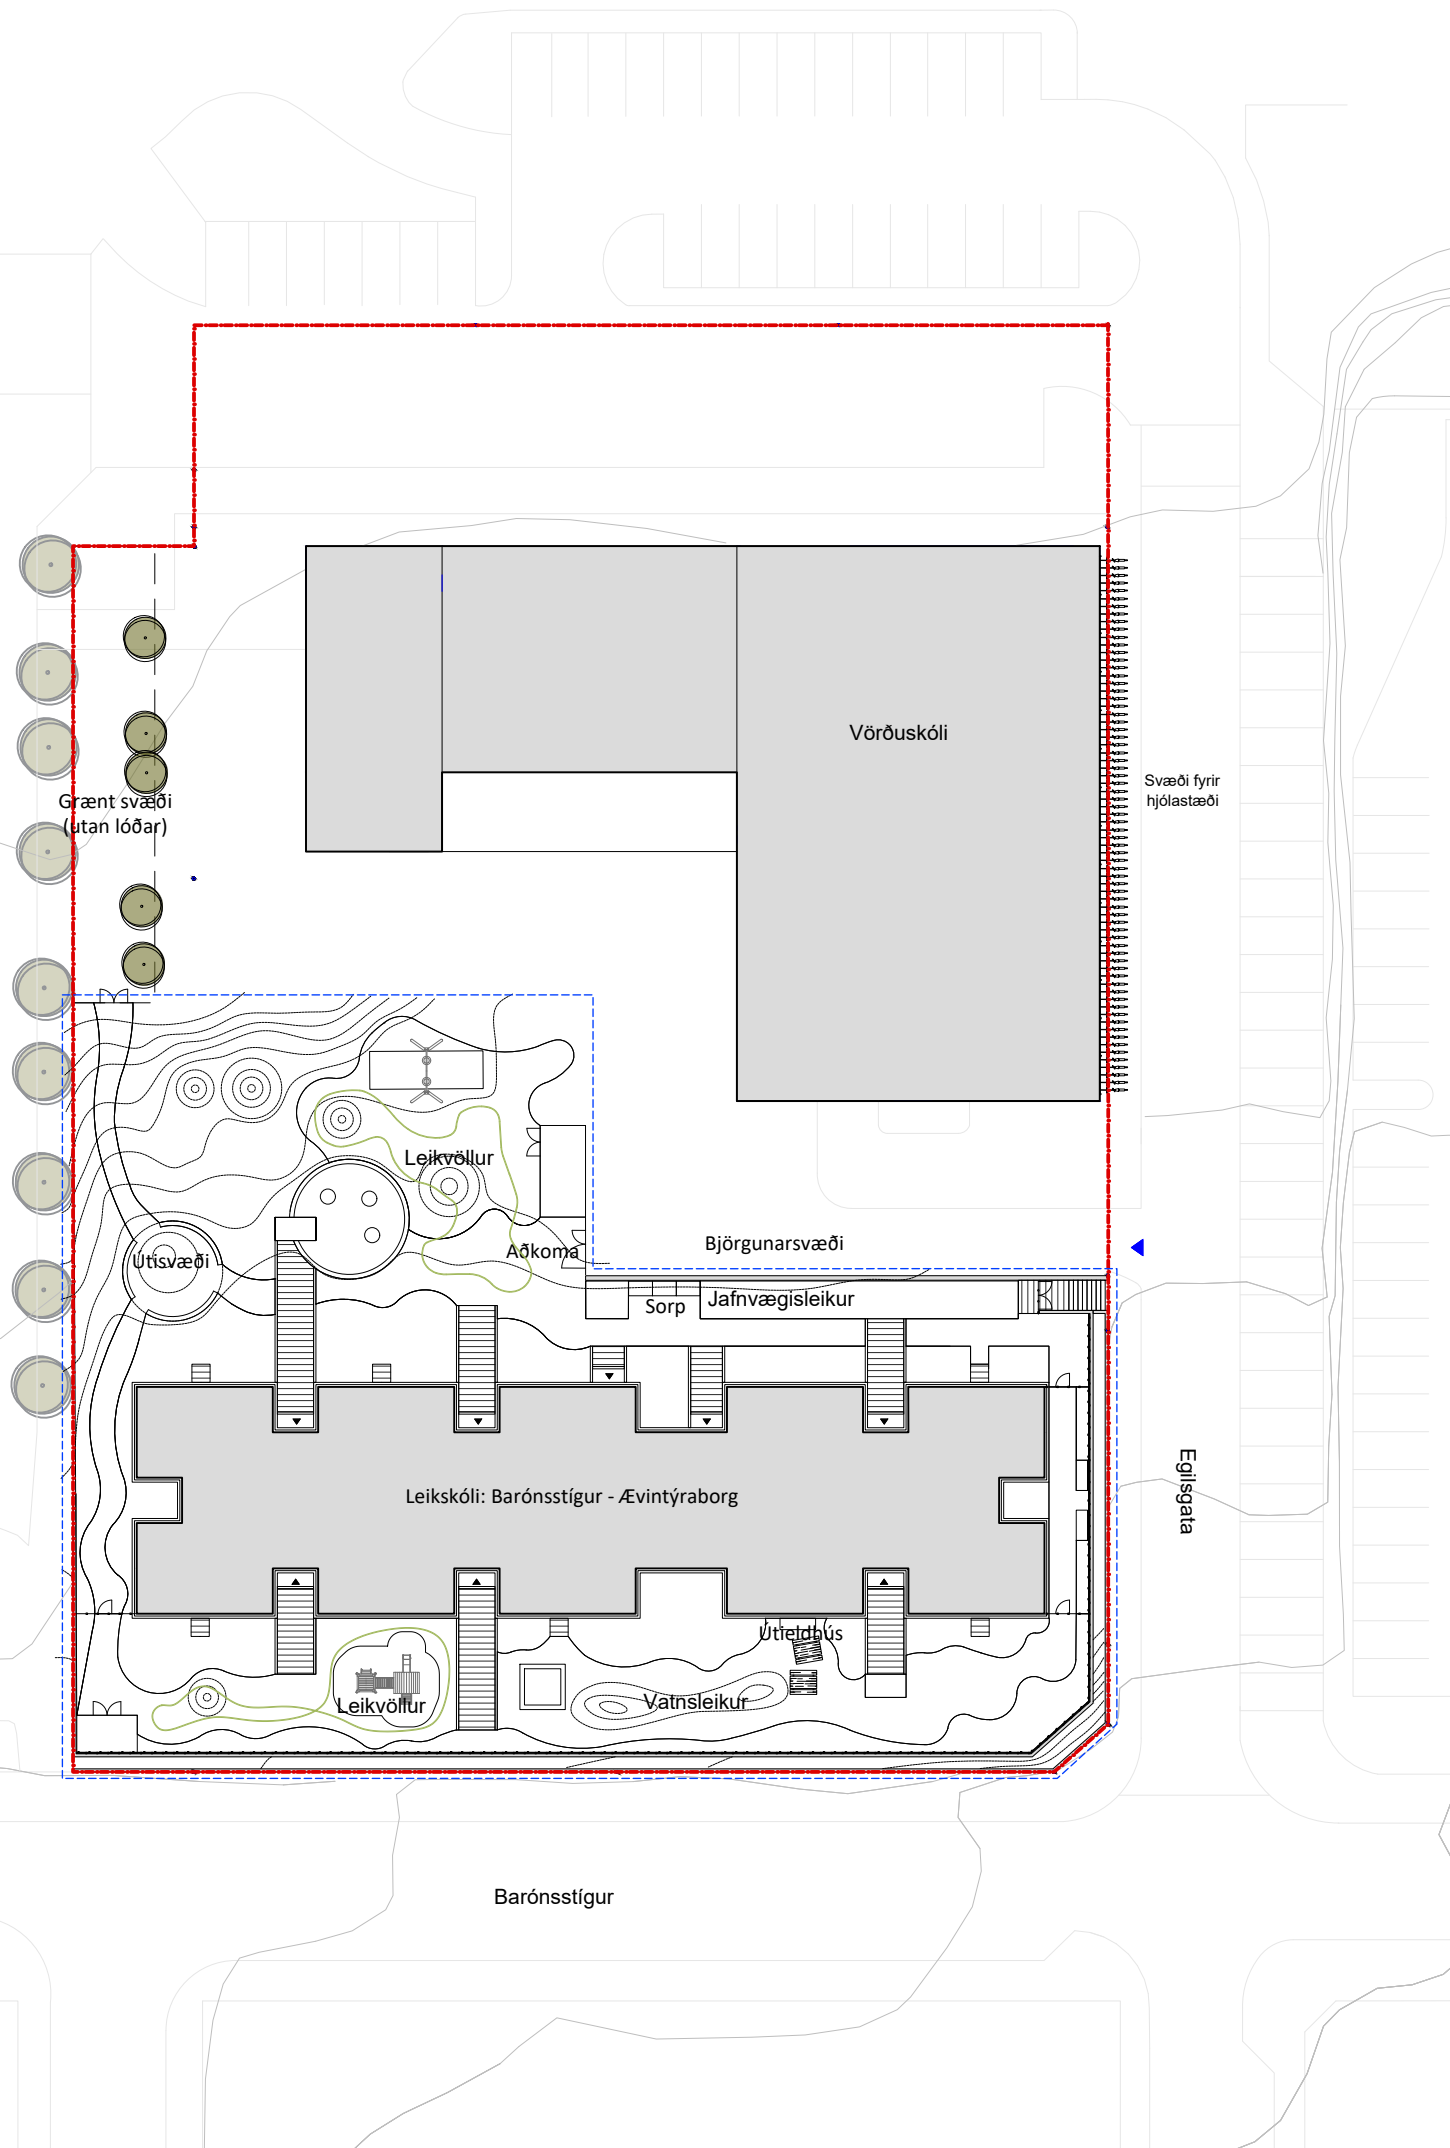 Vörðuskóli
Svæði fyrir
hjólastæði
Grænt svæði
(utan lóðar)
Leikvöllur
Björgunarsvæði
Aðkoma
Útisvæði
Jafnvægisleikur
Sorp
Egilsgata
Leikskóli: Barónsstígur - Ævintýraborg
Útieldhús
Leikvöllur
Vatnsleikur
Barónsstígur